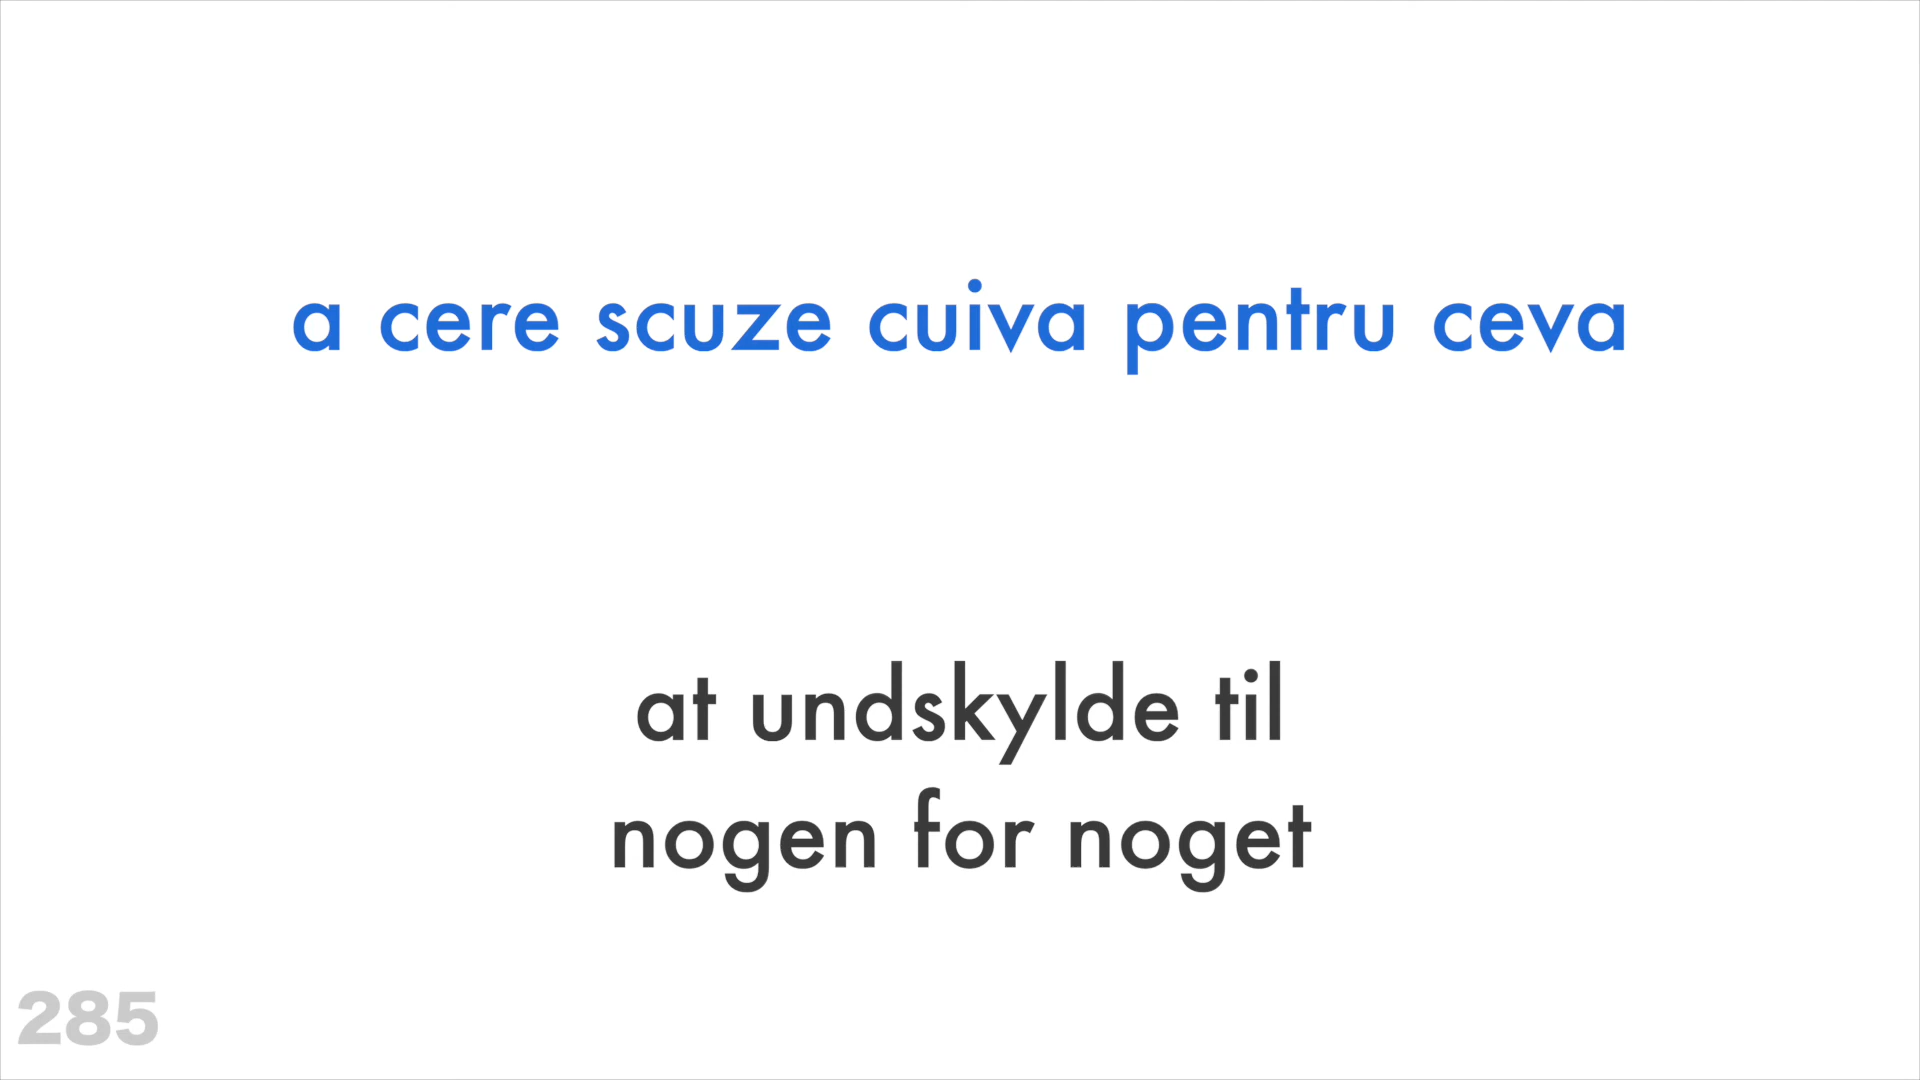 a cere scuze cuiva pentru ceva
at undskylde til
nogen for noget
285